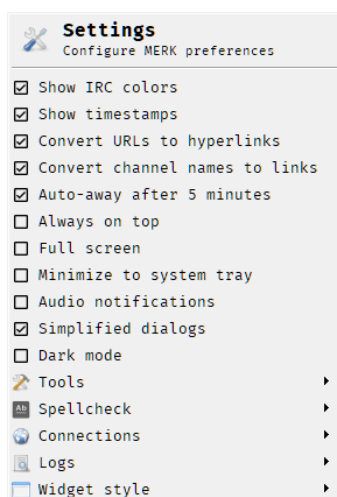 Settings
Configure MERK preferences
Show IRC colors
Show timestamps
Convert URLs to hyperlinks
Convert channel names to links
Auto-away after 5 minutes
Always on top
Full screen
Minimize to system tray
Audio notifications
Simplified dialogs
Dark mode
Tools
Ab Spellcheck
Connections
Logs
Widget style